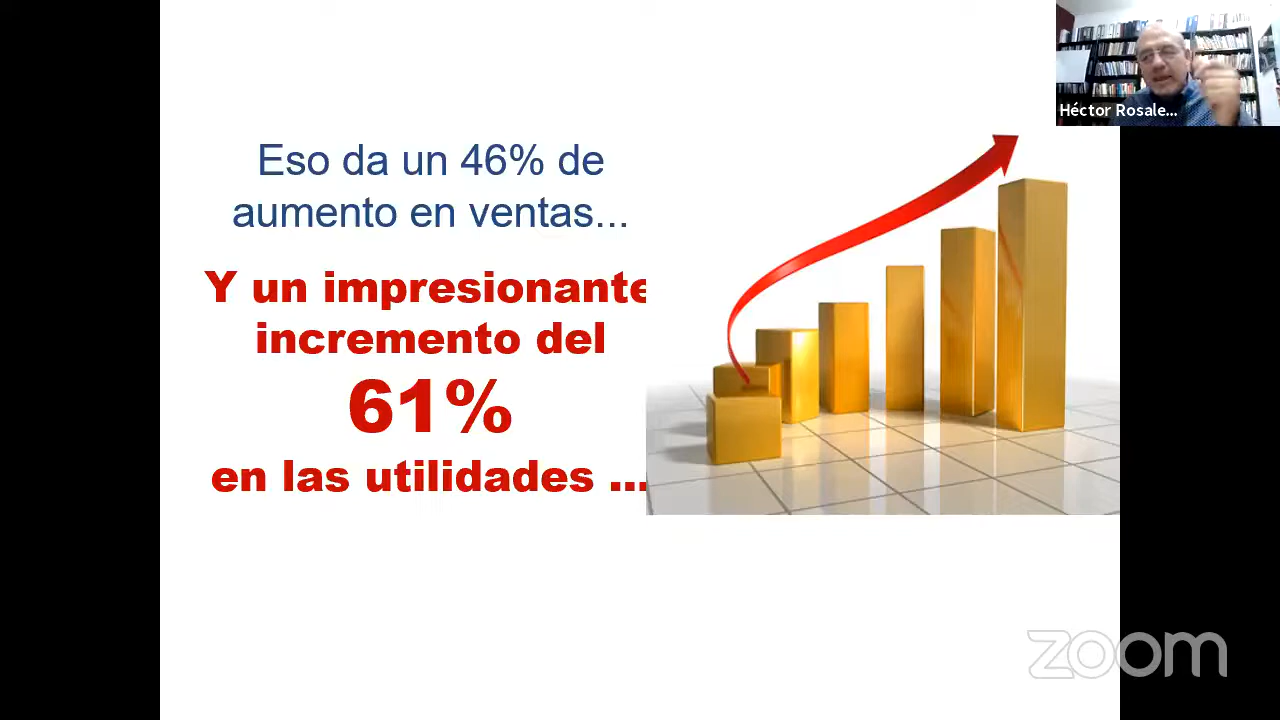 Héctor Rosale...
Eso da un 46% de
aumento en ventas...
Y un impresionante
incremento del
61%
en las utilidades ...
zoom